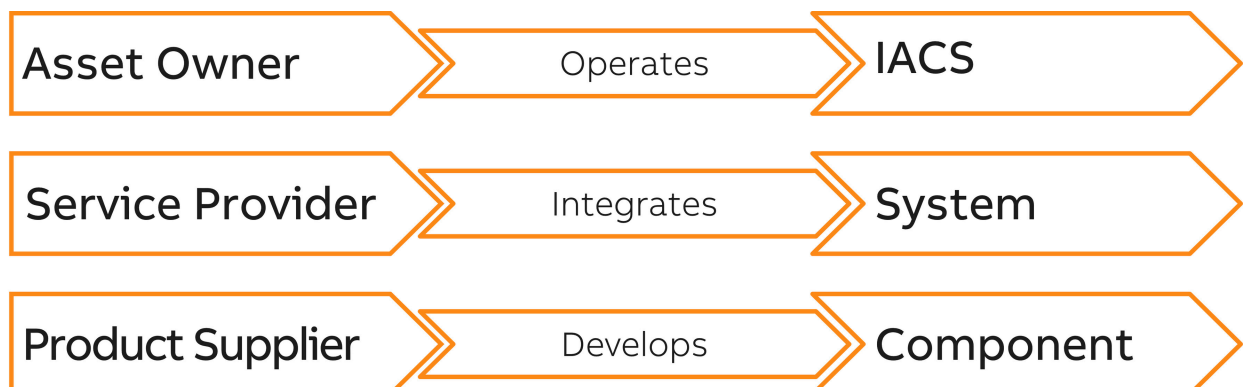 Asset Owner Operates IACS
Service Provider Integrates System
Product Supplier Develops Component